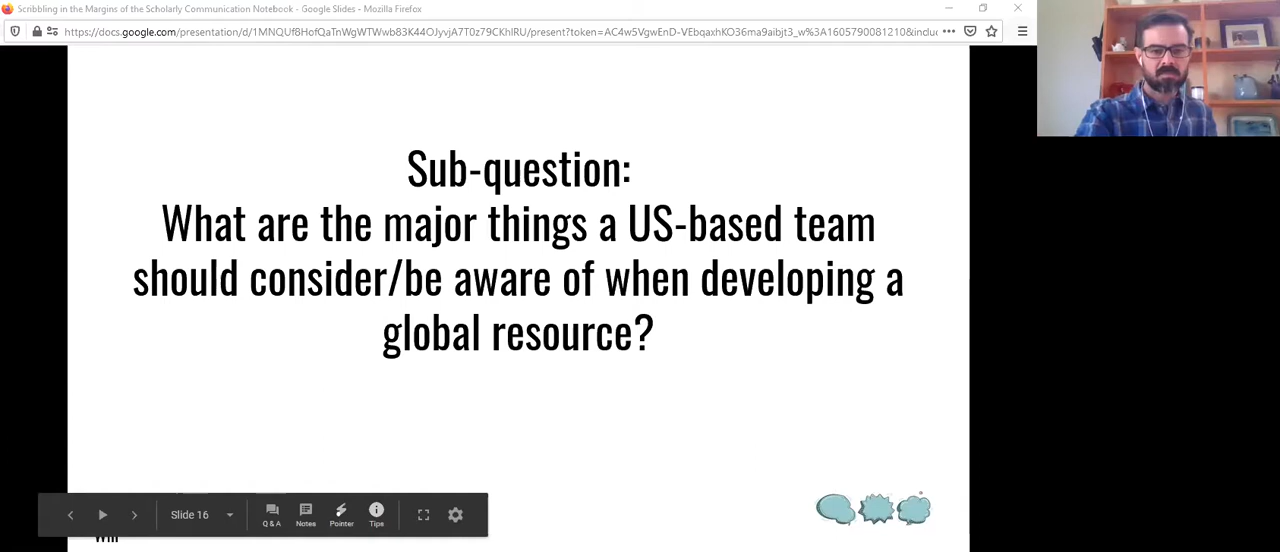 Scribbling in the Margins of the Scholarly Communication Notebook - Google Slides - Mozilla Firefox
Sub-question:
What are the major things a US-based team
should consider/be aware of when developing a
global resource?
Slide 16
Q & A
Notes
Pointer
Tips
Will